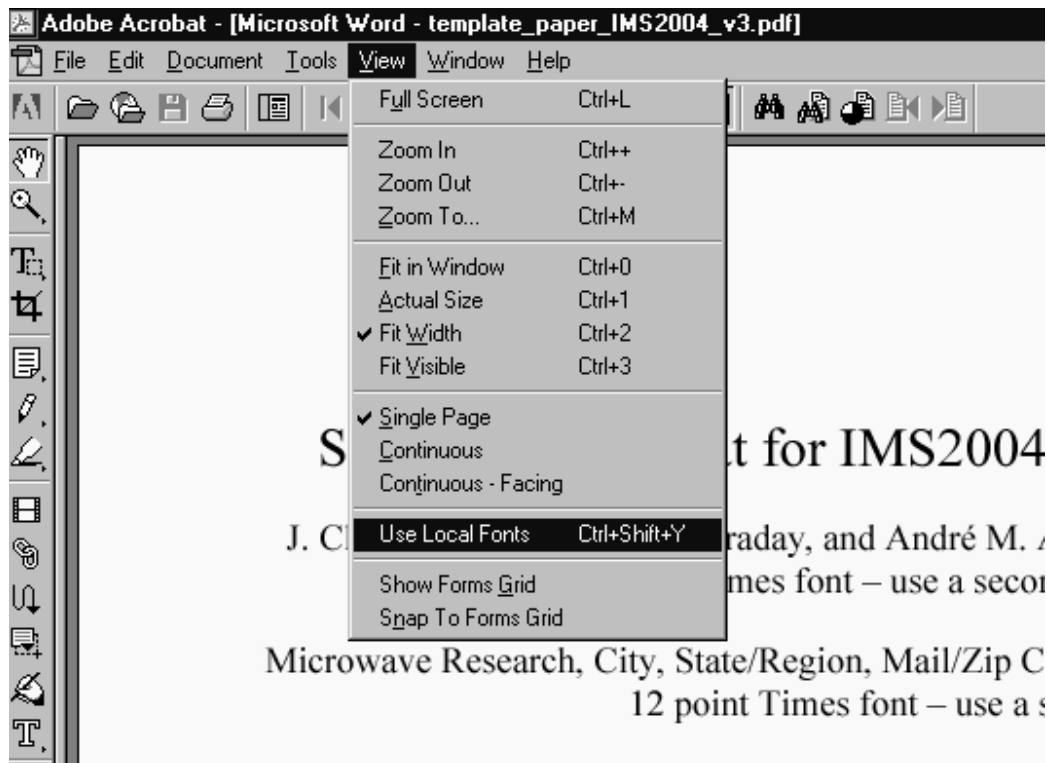 Adobe Acrobat - [Microsoft Word - template_paper_IMS2004_v3.pdf]
File Edit Document Tools View Window Help
Full Screen Ctrl+L
Zoom In Ctrl++
Zoom Out Ctrl+-
Zoom To... Ctrl+M
Fit in Window Ctrl+0
Actual Size Ctrl+1
Fit Width Ctrl+2
Fit Visible Ctrl+3
Single Page
Continuous
Continuous - Facing
Use Local Fonts Ctrl+Shift+Y
Show Forms Grid
Snap To Forms Grid
S t for IMS2004
J. Cl raday, and André M. A
mes font – use a secon
Microwave Research, City, State/Region, Mail/Zip C
12 point Times font – use a s